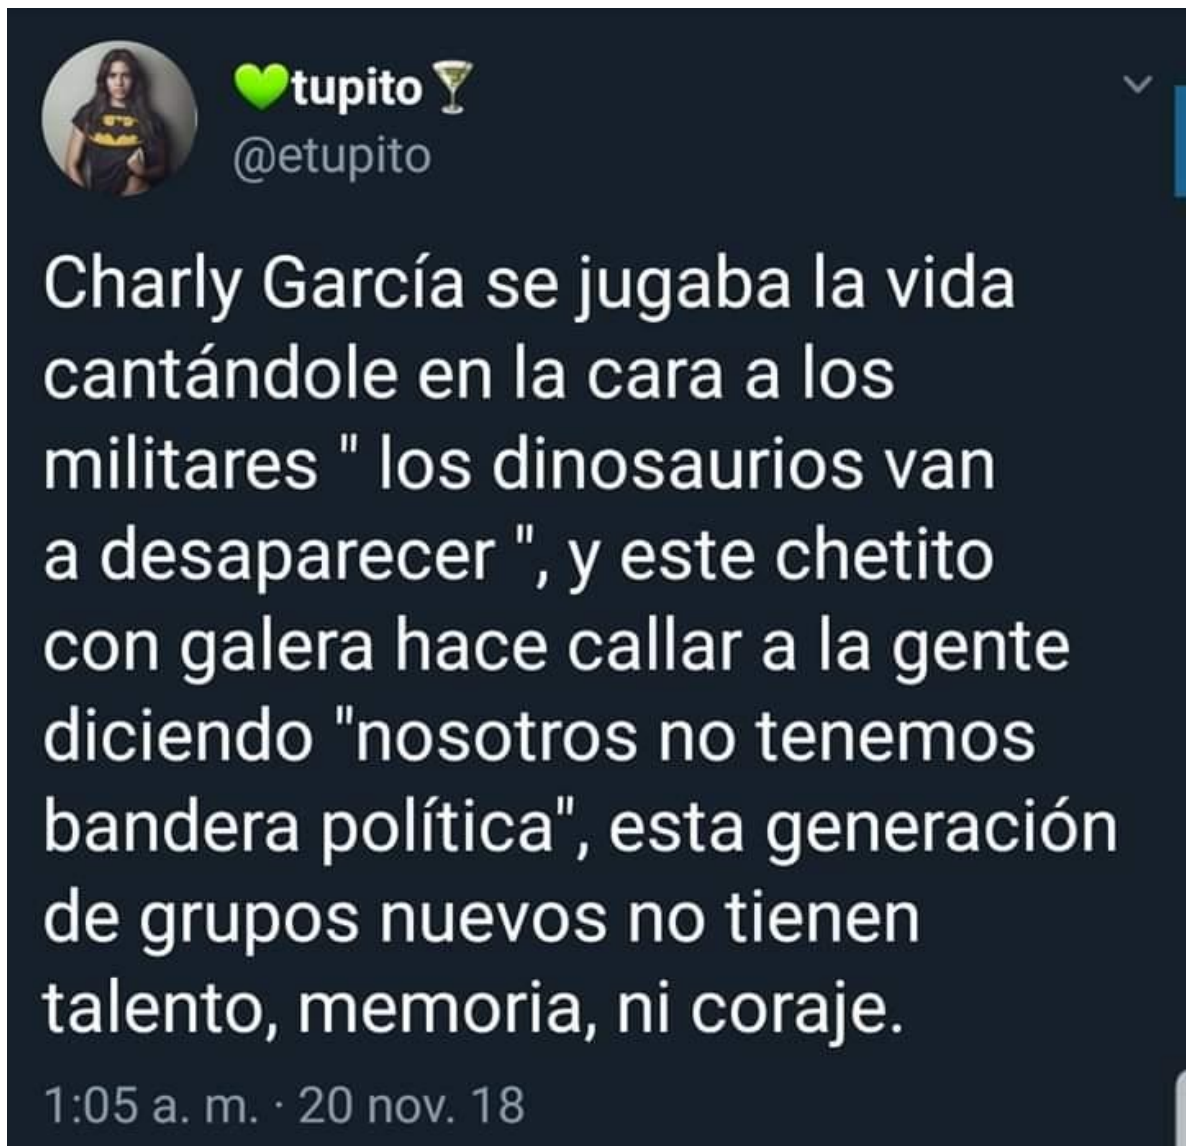 💚tupito🍸
@etupito
Charly García se jugaba la vida
cantándole en la cara a los
militares " los dinosaurios van
a desaparecer ", y este chetito
con galera hace callar a la gente
diciendo "nosotros no tenemos
bandera política", esta generación
de grupos nuevos no tienen
talento, memoria, ni coraje.
1:05 a. m. · 20 nov. 18